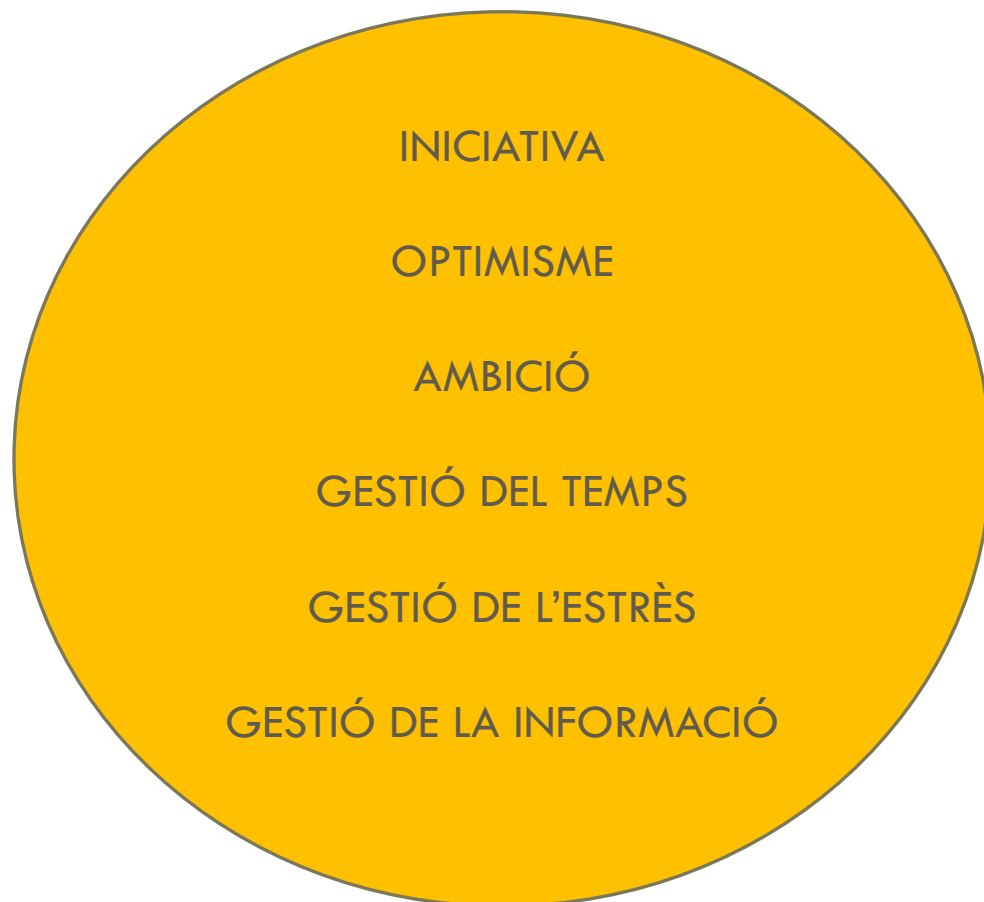 INICIATIVA
OPTIMISME
AMBICIÓ
GESTIÓ DEL TEMPS
GESTIÓ DE L’ESTRÈS
GESTIÓ DE LA INFORMACIÓ